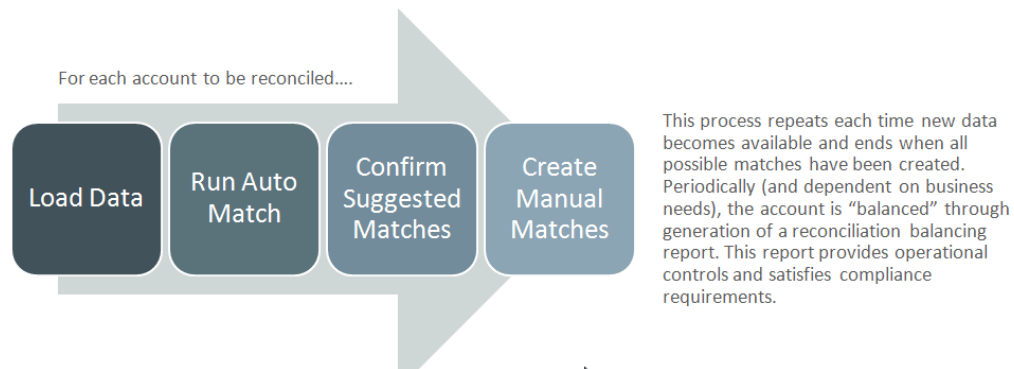 For each account to be reconciled....
Load Data
Run Auto
Match
Confirm
Suggested
Matches
Create
Manual
Matches
This process repeats each time new data
becomes available and ends when all
possible matches have been created.
Periodically (and dependent on business
needs), the account is “balanced” through
generation of a reconciliation balancing
report. This report provides operational
controls and satisfies compliance
requirements.